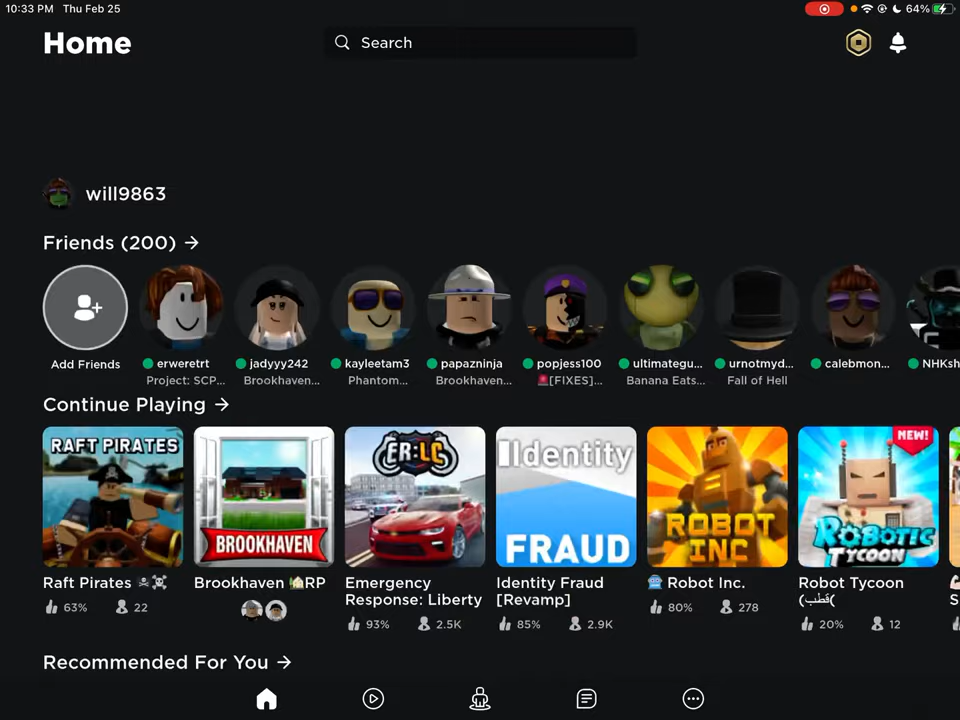 10:33 PM Thu Feb 25
64%
Home
Search
will9863
Friends (200) →
Add Friends
erweretrt
Project: SCP...
jadyyy242
Brookhaven...
kayleetam3
Phantom...
papazninja
Brookhaven...
popjess100
🚨[FIXES]...
ultimategu...
Banana Eats...
urnotmyd...
Fall of Hell
calebmon...
NHKsh
Continue Playing →
RAFT PIRATES
BROOKHAVEN
ER:LC
Identity
FRAUD
ROBOT
INC
NEW!
ROBOTIC
TYCOON
Raft Pirates 🏴‍☠️☠️
63% 22
Brookhaven 🏡RP
Emergency
Response: Liberty
93% 2.5K
Identity Fraud
[Revamp]
85% 2.9K
🤖 Robot Inc.
80% 278
Robot Tycoon
(قطب(
20% 12
S
Recommended For You →